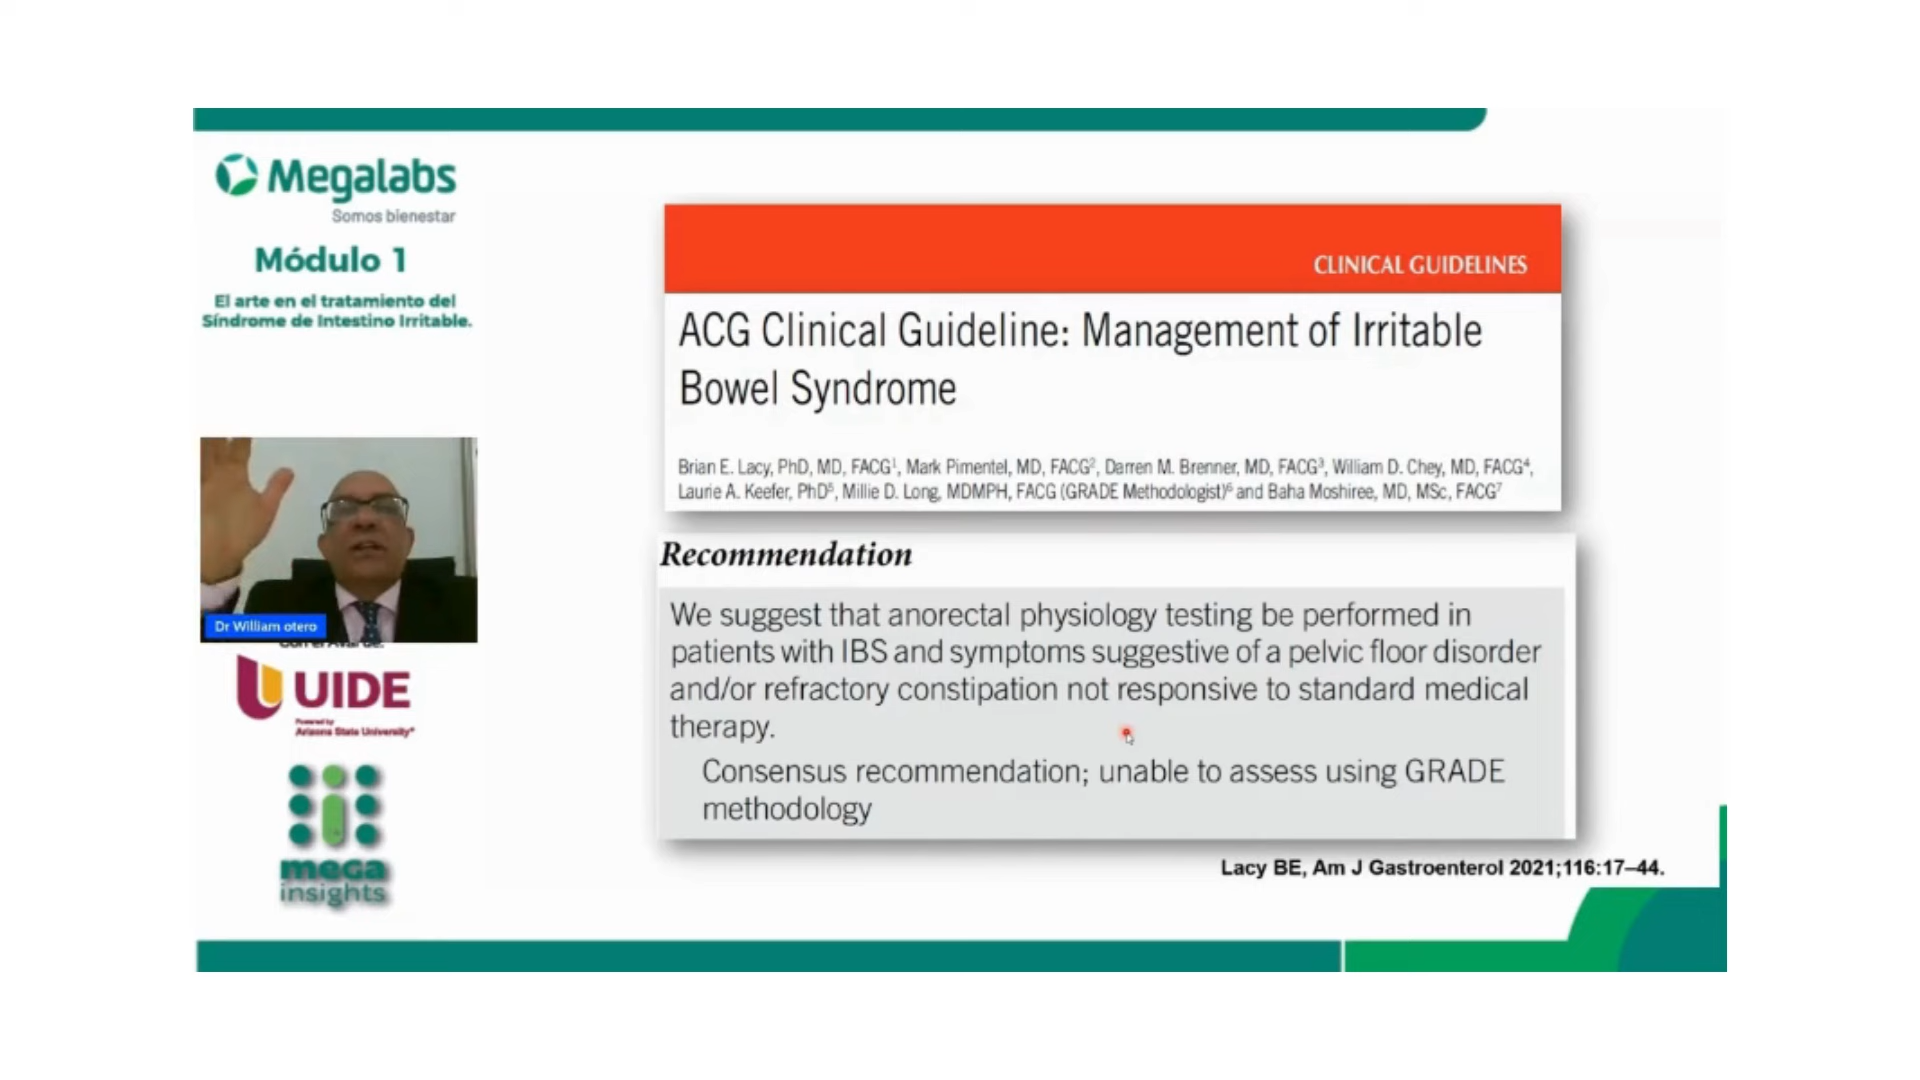 Megalabs
Somos bienestar
Módulo 1
El arte en el tratamiento del
Síndrome de Intestino Irritable.
Dr William otero
UIDE
Powered by
Arizona State University®
mega
insights
CLINICAL GUIDELINES
ACG Clinical Guideline: Management of Irritable
Bowel Syndrome
Brian E. Lacy, PhD, MD, FACG¹, Mark Pimentel, MD, FACG², Darren M. Brenner, MD, FACG³, William D. Chey, MD, FACG⁴,
Laurie A. Keefer, PhD⁵, Millie D. Long, MDMPH, FACG (GRADE Methodologist)⁶ and Baha Moshiree, MD, MSc, FACG⁷
Recommendation
We suggest that anorectal physiology testing be performed in
patients with IBS and symptoms suggestive of a pelvic floor disorder
and/or refractory constipation not responsive to standard medical
therapy.
Consensus recommendation; unable to assess using GRADE
methodology
Lacy BE, Am J Gastroenterol 2021;116:17–44.